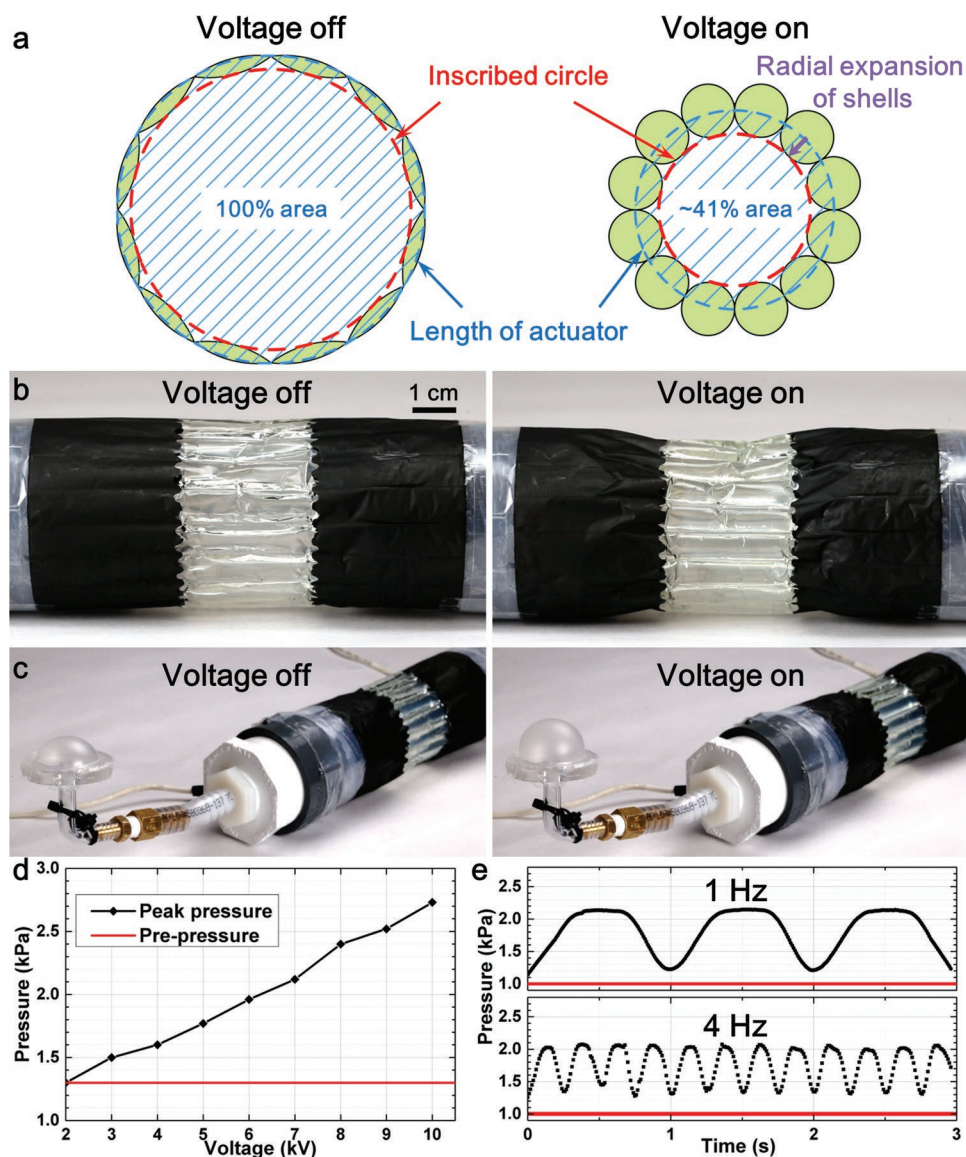 a
Voltage off
Voltage on
Inscribed circle
Radial expansion
of shells
100% area
~41% area
Length of actuator
b
Voltage off
1 cm
Voltage on
c
Voltage off
Voltage on
d
3.0
2.5
2.0
1.5
1.0
Pressure (kPa)
Peak pressure
Pre-pressure
2
3
4
5
6
7
8
9
10
Voltage (kV)
e
2.5
2.0
1.5
1.0
1 Hz
Pressure (kPa)
2.5
2.0
1.5
1.0
4 Hz
0
1
2
3
Time (s)